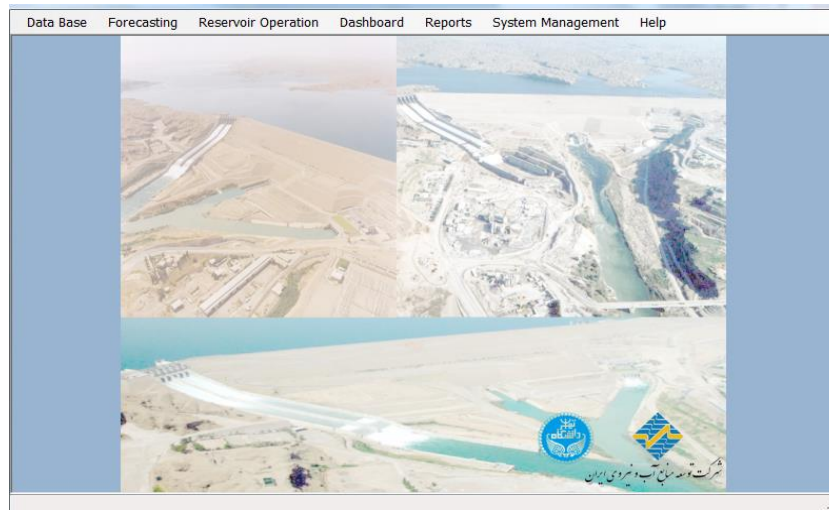 Data Base Forecasting Reservoir Operation Dashboard Reports System Management Help
شرکت توسعه منابع آب و نیروی ایران